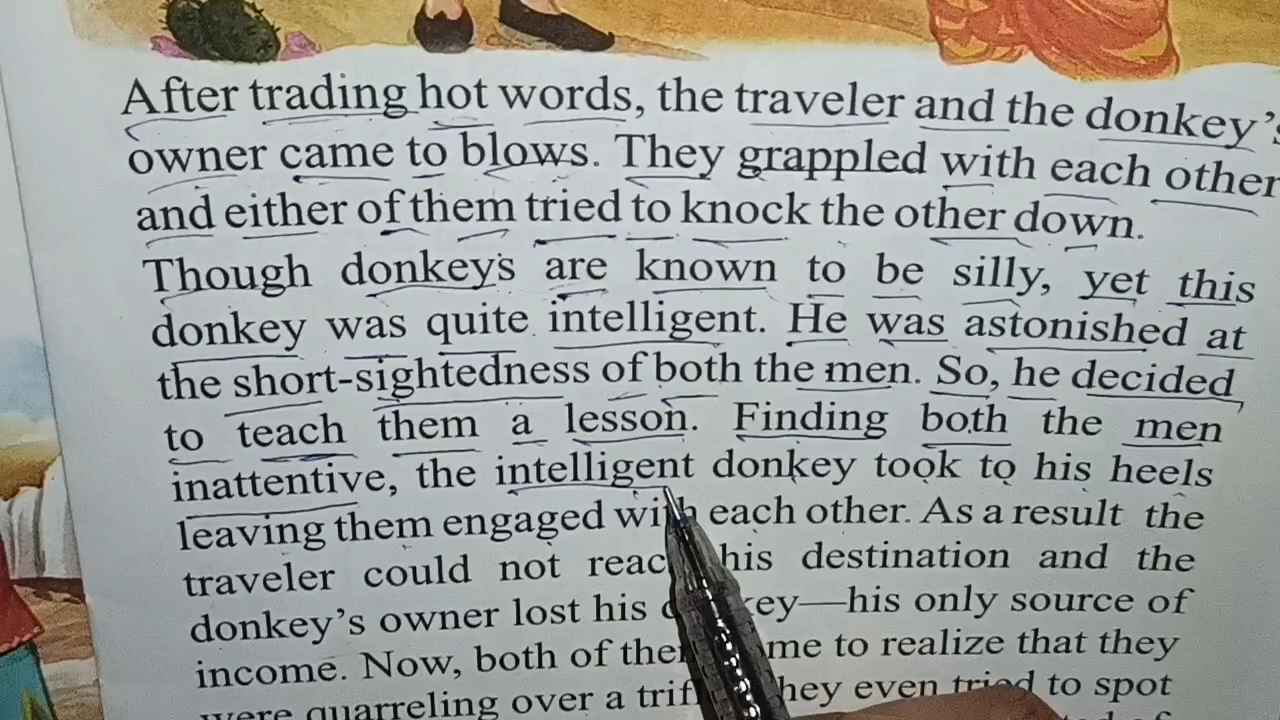 After trading hot words, the traveler and the donkey's
owner came to blows. They grappled with each other
and either of them tried to knock the other down.
Though donkeys are known to be silly, yet this
donkey was quite intelligent. He was astonished at
the short-sightedness of both the men. So, he decided
to teach them a lesson. Finding both the men
inattentive, the intelligent donkey took to his heels
leaving them engaged with each other. As a result the
traveler could not reach his destination and the
donkey's owner lost his donkey—his only source of
income. Now, both of them came to realize that they
were quarreling over a They even tried to spot